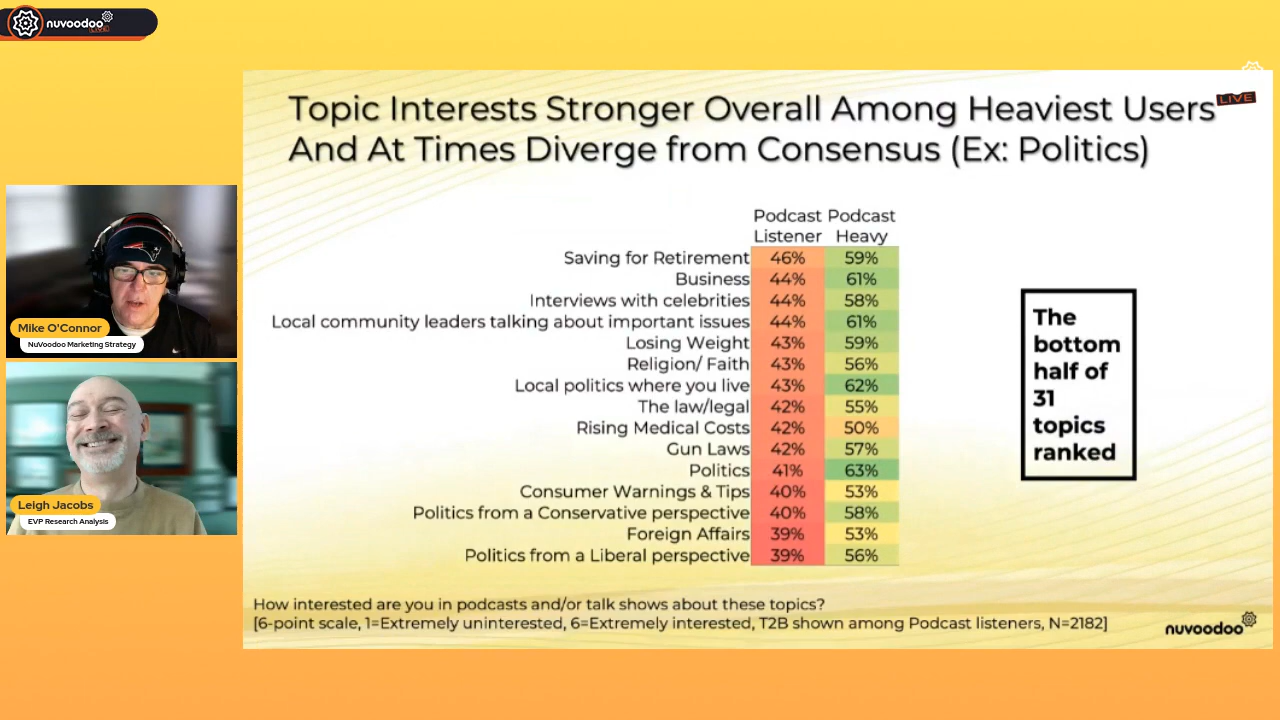 nuvoodoo
LIVE
Topic Interests Stronger Overall Among Heaviest Users
And At Times Diverge from Consensus (Ex: Politics)
LIVE
Podcast Listener Podcast Heavy
Saving for Retirement 46% 59%
Business 44% 61%
Interviews with celebrities 44% 58%
Local community leaders talking about important issues 44% 61%
Losing Weight 43% 59%
Religion/ Faith 43% 56%
Local politics where you live 43% 62%
The law/legal 42% 55%
Rising Medical Costs 42% 50%
Gun Laws 42% 57%
Politics 41% 63%
Consumer Warnings & Tips 40% 53%
Politics from a Conservative perspective 40% 58%
Foreign Affairs 39% 53%
Politics from a Liberal perspective 39% 56%
The
bottom
half of
31
topics
ranked
How interested are you in podcasts and/or talk shows about these topics?
[6-point scale, 1=Extremely uninterested, 6=Extremely interested, T2B shown among Podcast listeners, N=2182]
nuvoodoo
Mike O'Connor
NuVoodoo Marketing Strategy
Leigh Jacobs
EVP Research Analysis